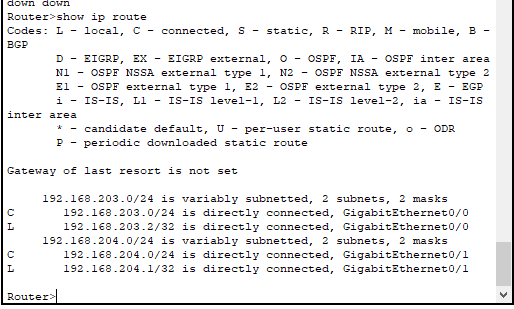 down down
Router>show ip route
Codes: L - local, C - connected, S - static, R - RIP, M - mobile, B -
BGP
D - EIGRP, EX - EIGRP external, O - OSPF, IA - OSPF inter area
N1 - OSPF NSSA external type 1, N2 - OSPF NSSA external type 2
E1 - OSPF external type 1, E2 - OSPF external type 2, E - EGP
i - IS-IS, L1 - IS-IS level-1, L2 - IS-IS level-2, ia - IS-IS
inter area
* - candidate default, U - per-user static route, o - ODR
P - periodic downloaded static route
Gateway of last resort is not set
192.168.203.0/24 is variably subnetted, 2 subnets, 2 masks
C 192.168.203.0/24 is directly connected, GigabitEthernet0/0
L 192.168.203.2/32 is directly connected, GigabitEthernet0/0
192.168.204.0/24 is variably subnetted, 2 subnets, 2 masks
C 192.168.204.0/24 is directly connected, GigabitEthernet0/1
L 192.168.204.1/32 is directly connected, GigabitEthernet0/1
Router>